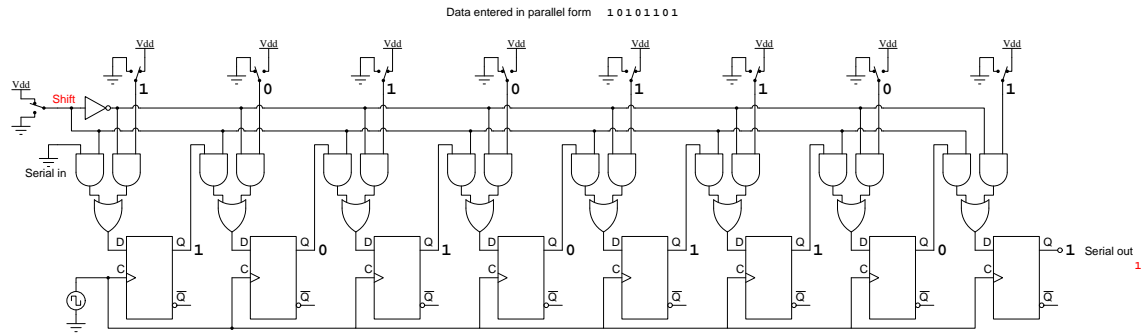 Data entered in parallel form 1 0 1 0 1 1 0 1
Vdd Vdd Vdd Vdd Vdd Vdd Vdd Vdd
1 0 1 0 1 1 0 1
Vdd
Shift
Serial in
D Q D Q D Q D Q D Q D Q D Q D Q
1 0 1 0 1 1 0 1 Serial out
1
C C C C C C C C
Q Q Q Q Q Q Q Q